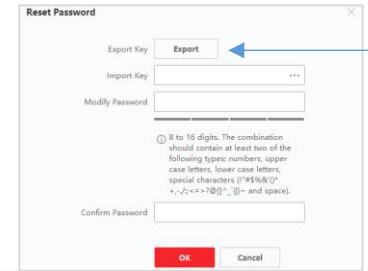 Reset Password
Export Key Export
Import Key
Modify Password
8 to 16 digits. The combination
should contain at least two of the
following types: numbers, upper
case letters, lower case letters,
special characters (!"#$%&'()*
+,-./:;<=>?@[]^_`{|}~ and space).
Confirm Password
OK Cancel